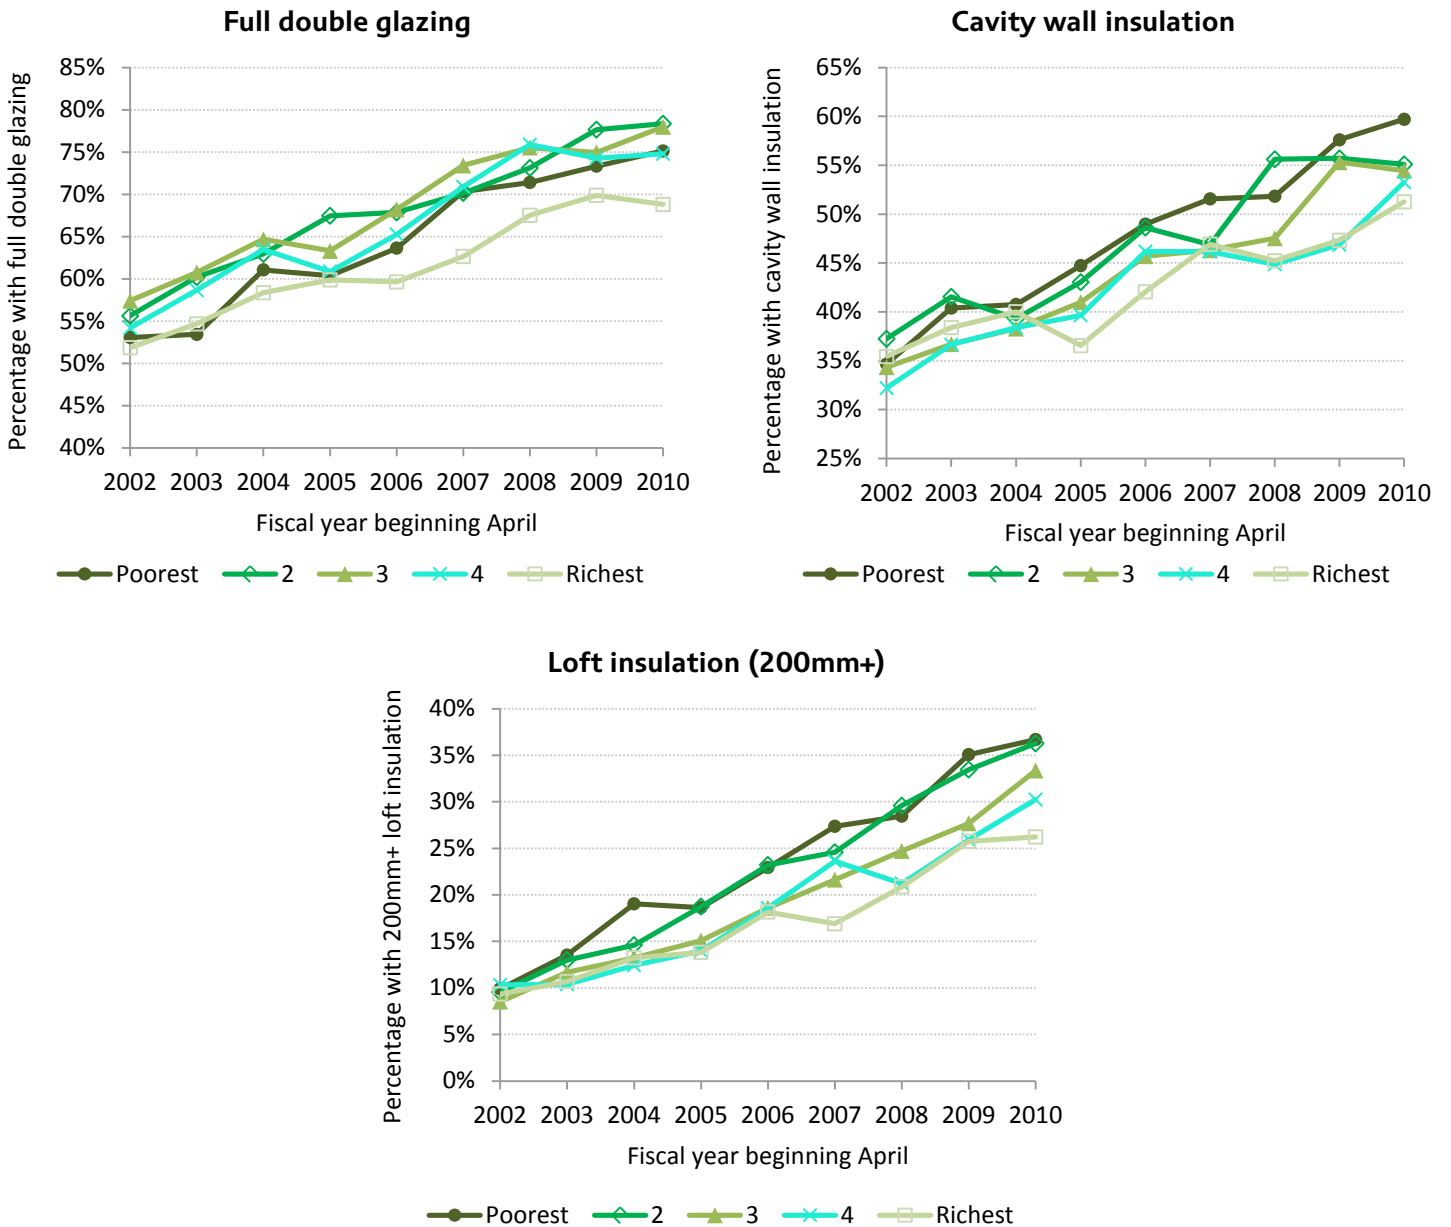 Full double glazing
Percentage with full double glazing
85%
80%
75%
70%
65%
60%
55%
50%
45%
40%
2002 2003 2004 2005 2006 2007 2008 2009 2010
Fiscal year beginning April
Poorest 2 3 4 Richest
Cavity wall insulation
Percentage with cavity wall insulation
65%
60%
55%
50%
45%
40%
35%
30%
25%
2002 2003 2004 2005 2006 2007 2008 2009 2010
Fiscal year beginning April
Poorest 2 3 4 Richest
Loft insulation (200mm+)
Percentage with 200mm+ loft insulation
40%
35%
30%
25%
20%
15%
10%
5%
0%
2002 2003 2004 2005 2006 2007 2008 2009 2010
Fiscal year beginning April
Poorest 2 3 4 Richest